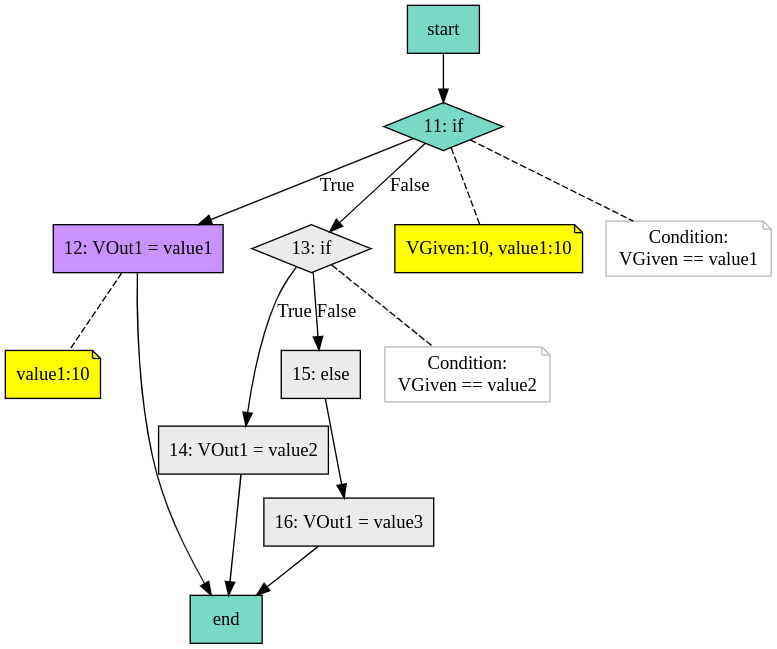 start
11: if
True
False
12: VOut1 = value1
13: if
VGiven:10, value1:10
Condition:
VGiven == value1
True
False
value1:10
15: else
Condition:
VGiven == value2
14: VOut1 = value2
16: VOut1 = value3
end